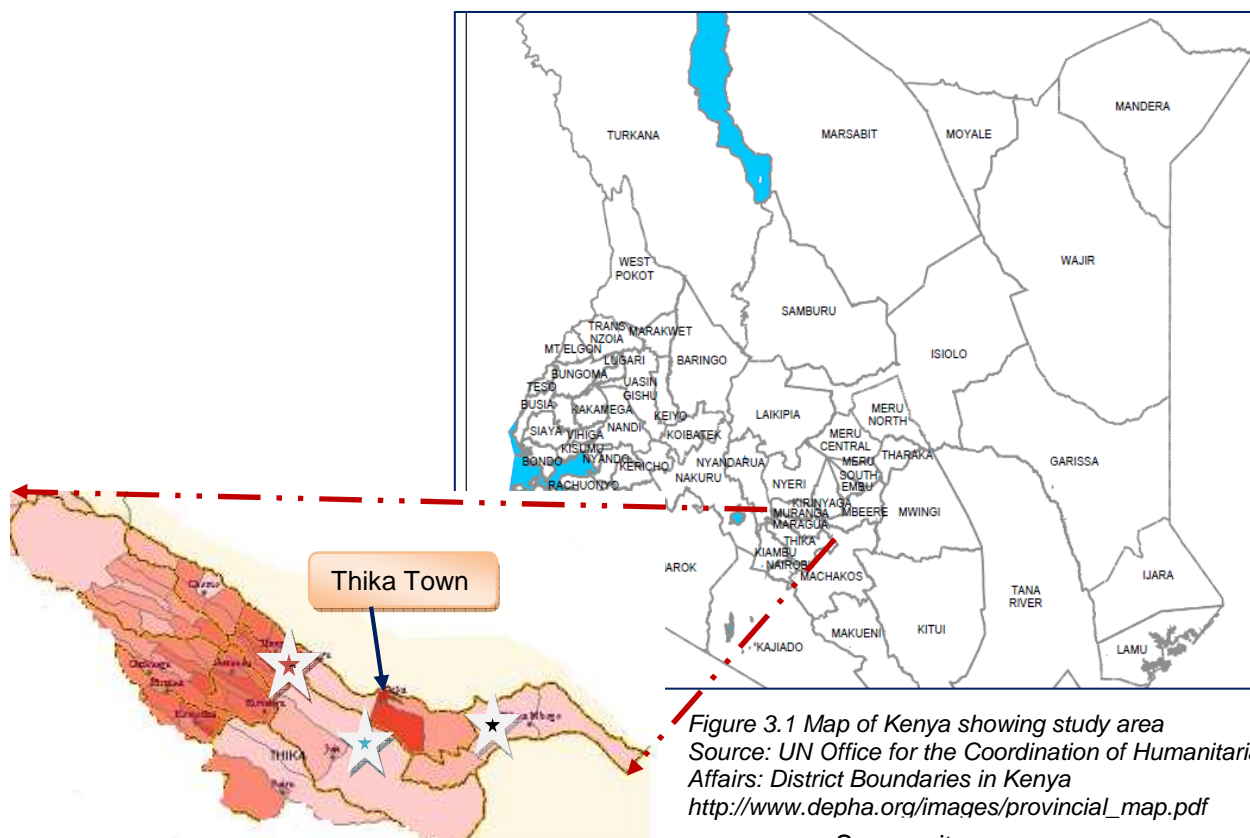 MANDERA
TURKANA
MARSABIT
MOYALE
WEST
POKOT
WAJIR
SAMBURU
TRANS
NZOIA
MARAKWET
MT ELGON
ISIOLO
LUGARI
BARINGO
BUNGOMA
UASIN
GISHU
TESO
BUSIA
KAKAMEGA
KEIYO
LAIKIPIA
MERU
NORTH
SIAYA
VIHIGA
NANDI
KOIBATEK
MERU
CENTRAL
KISUMU
THARAKA
BONDO
NYANDO
KERICHO
NYANDARUA
MERU
SOUTH
GARISSA
NAKURU
RACHUONYO
NYERI
EMBU
KIRINYAGA
MURANGA
MBEERE
MWINGI
MARAGUA
THIKA
KIAMBU
NAIROBI
AROK
MACHAKOS
IJARA
TANA
RIVER
KITUI
MAKUENI
KAJIADO
LAMU
Thika Town
THIKA
Figure 3.1 Map of Kenya showing study area
Source: UN Office for the Coordination of Humanitaria
Affairs: District Boundaries in Kenya
http://www.depha.org/images/provincial_map.pdf